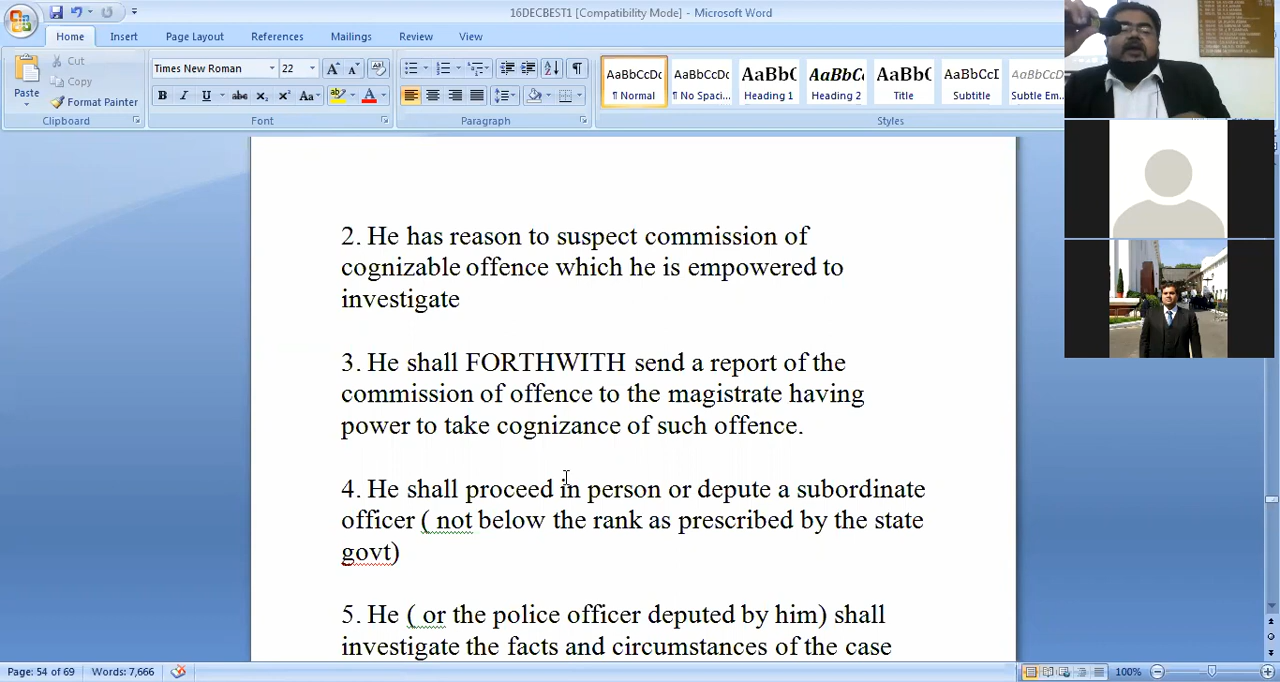 16DECBEST1 [Compatibility Mode] - Microsoft Word
Home Insert Page Layout References Mailings Review View
Paste
Cut
Copy
Format Painter
Clipboard
Times New Roman 22
Font
Paragraph
AaBbCcDc AaBbCcDc AaBbC AaBbCc AaBbC AaBbCcI AaBbCcDc
¶ Normal ¶ No Spaci... Heading 1 Heading 2 Title Subtitle Subtle Em...
Styles
2. He has reason to suspect commission of
cognizable offence which he is empowered to
investigate
3. He shall FORTHWITH send a report of the
commission of offence to the magistrate having
power to take cognizance of such offence.
4. He shall proceed in person or depute a subordinate
officer ( not below the rank as prescribed by the state
govt)
5. He ( or the police officer deputed by him) shall
investigate the facts and circumstances of the case
Page: 54 of 69 Words: 7,666
100%